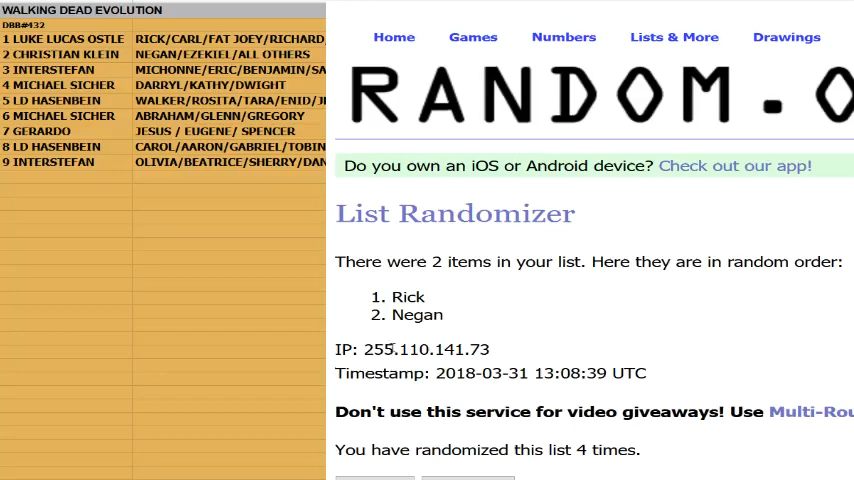 WALKING DEAD EVOLUTION
DBB#432
1 LUKE LUCAS OSTLE RICK/CARL/FAT JOEY/RICHARD,
2 CHRISTIAN KLEIN NEGAN/EZEKIEL/ALL OTHERS
3 INTERSTEFAN MICHONNE/ERIC/BENJAMIN/SA
4 MICHAEL SICHER DARRYL/KATHY/DWIGHT
5 LD HASENBEIN WALKER/ROSITA/TARA/ENID/JE
6 MICHAEL SICHER ABRAHAM/GLENN/GREGORY
7 GERARDO JESUS / EUGENE/ SPENCER
8 LD HASENBEIN CAROL/AARON/GABRIEL/TOBIN
9 INTERSTEFAN OLIVIA/BEATRICE/SHERRY/DAN
Home Games Numbers Lists & More Drawings
RANDOM.O
Do you own an iOS or Android device? Check out our app!
List Randomizer
There were 2 items in your list. Here they are in random order:
1. Rick
2. Negan
IP: 255.110.141.73
Timestamp: 2018-03-31 13:08:39 UTC
Don't use this service for video giveaways! Use Multi-Rou
You have randomized this list 4 times.